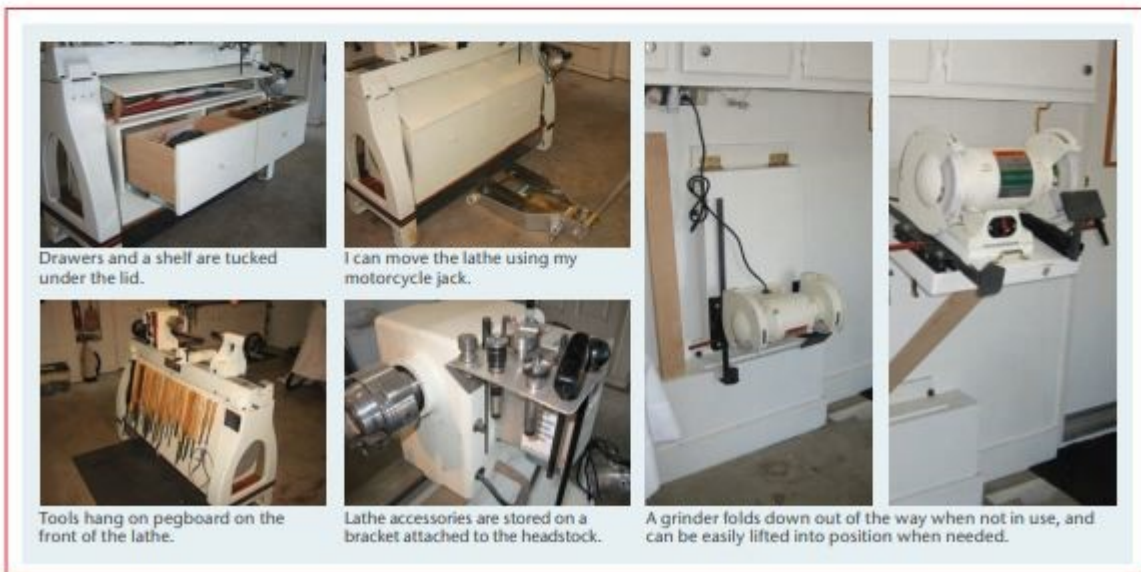 Drawers and a shelf are tucked
under the lid.
I can move the lathe using my
motorcycle jack.
Tools hang on pegboard on the
front of the lathe.
Lathe accessories are stored on a
bracket attached to the headstock.
A grinder folds down out of the way when not in use, and
can be easily lifted into position when needed.